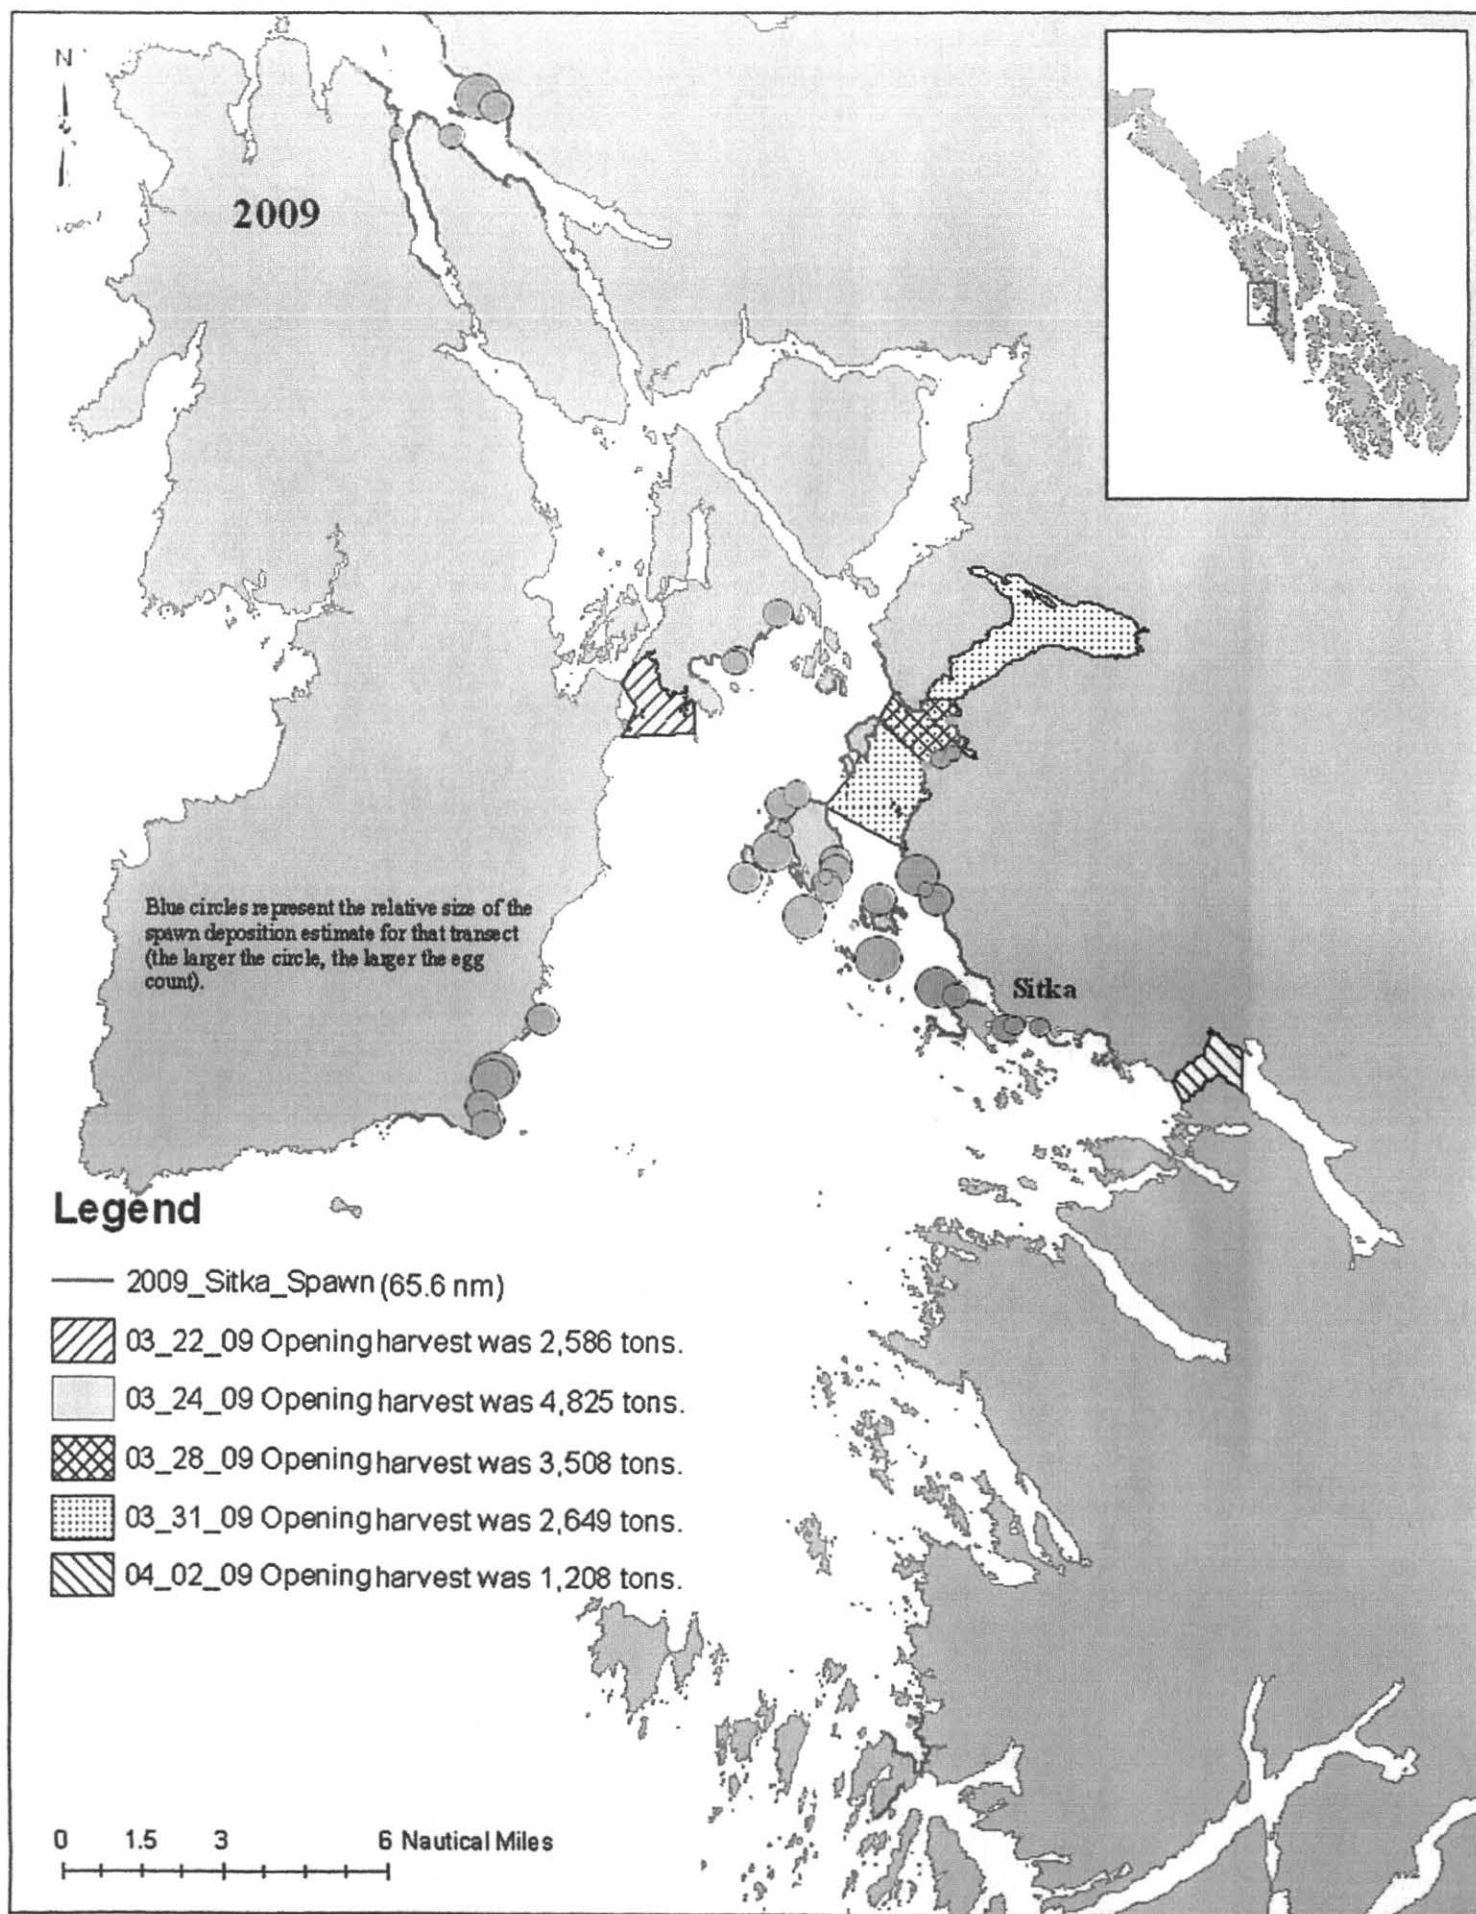 N
2009
Blue circles represent the relative size of the
spawn deposition estimate for that transect
(the larger the circle, the larger the egg
count).
Sitka
Legend
2009_Sitka_Spawn (65.6 nm)
03_22_09 Opening harvest was 2,586 tons.
03_24_09 Opening harvest was 4,825 tons.
03_28_09 Opening harvest was 3,508 tons.
03_31_09 Opening harvest was 2,649 tons.
04_02_09 Opening harvest was 1,208 tons.
0 1.5 3 6 Nautical Miles